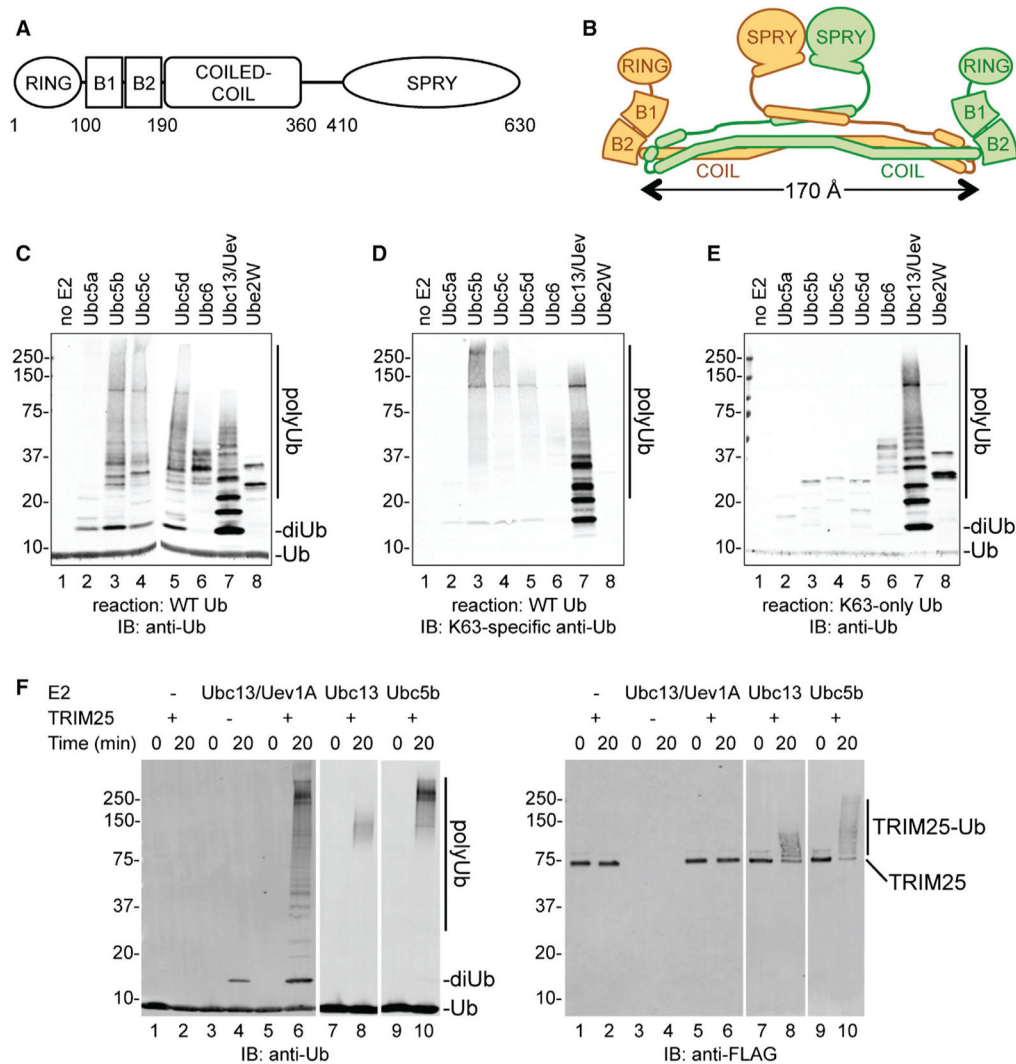 A
RING B1 B2 COILED-COIL SPRY
1 100 190 360 410 630
B
SPRY SPRY
RING RING
B1 B1
B2 B2
COIL COIL
170 Å
C
no E2 Ubc5a Ubc5b Ubc5c Ubc5d Ubc6 Ubc13/Uev Ube2W
250-
150-
75-
37-
20-
10-
polyUb
-diUb
-Ub
1 2 3 4 5 6 7 8
reaction: WT Ub
IB: anti-Ub
D
no E2 Ubc5a Ubc5b Ubc5c Ubc5d Ubc6 Ubc13/Uev Ube2W
250-
150-
75-
37-
20-
10-
polyUb
1 2 3 4 5 6 7 8
reaction: WT Ub
IB: K63-specific anti-Ub
E
no E2 Ubc5a Ubc5b Ubc5c Ubc5d Ubc6 Ubc13/Uev Ube2W
250-
150-
75-
37-
20-
10-
polyUb
-diUb
-Ub
1 2 3 4 5 6 7 8
reaction: K63-only Ub
IB: anti-Ub
F
E2 - Ubc13/Uev1A Ubc13 Ubc5b
TRIM25 + - + + +
Time (min) 0 20 0 20 0 20 0 20 0 20
250-
150-
75-
37-
20-
10-
polyUb
-diUb
-Ub
1 2 3 4 5 6 7 8 9 10
IB: anti-Ub
- Ubc13/Uev1A Ubc13 Ubc5b
+ - + + +
0 20 0 20 0 20 0 20 0 20
250-
150-
75-
37-
20-
10-
TRIM25-Ub
TRIM25
1 2 3 4 5 6 7 8 9 10
IB: anti-FLAG